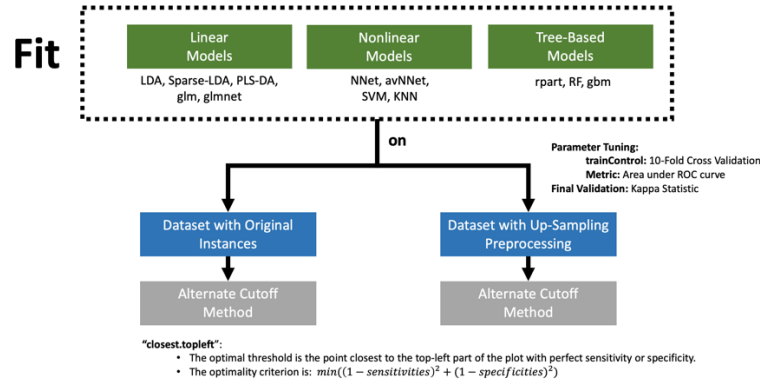 Fit
Linear
Models
Nonlinear
Models
Tree-Based
Models
LDA, Sparse-LDA, PLS-DA,
glm, glmnet
NNet, avNNet,
SVM, KNN
rpart, RF, gbm
on
Parameter Tuning:
trainControl: 10-Fold Cross Validation
Metric: Area under ROC curve
Final Validation: Kappa Statistic
Dataset with Original
Instances
Dataset with Up-Sampling
Preprocessing
Alternate Cutoff
Method
Alternate Cutoff
Method
“closest.topleft”:
• The optimal threshold is the point closest to the top-left part of the plot with perfect sensitivity or specificity.
• The optimality criterion is: min((1 − sensitivities)² + (1 − specificities)²)